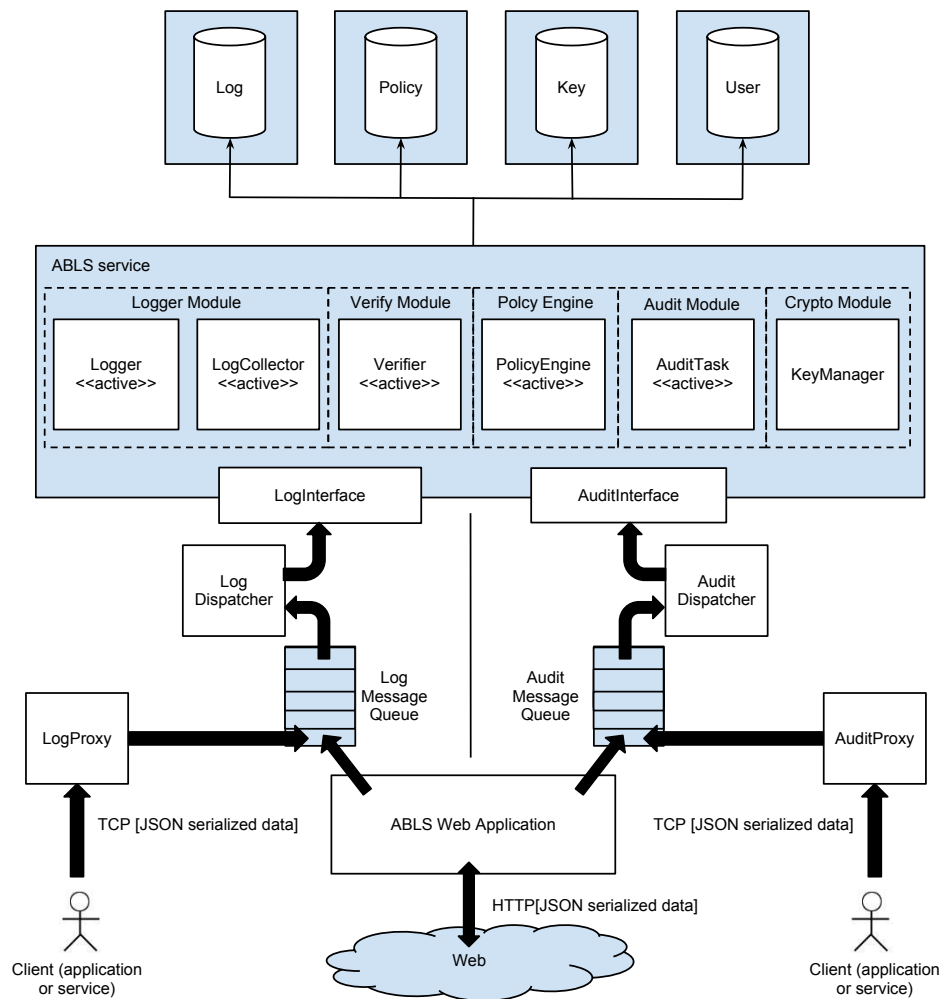 Log
Policy
Key
User
ABLS service
Logger Module
Verify Module
Polcy Engine
Audit Module
Crypto Module
Logger
<<active>>
LogCollector
<<active>>
Verifier
<<active>>
PolicyEngine
<<active>>
AuditTask
<<active>>
KeyManager
LogInterface
AuditInterface
Log
Dispatcher
Audit
Dispatcher
Log
Message
Queue
Audit
Message
Queue
LogProxy
AuditProxy
TCP [JSON serialized data]
ABLS Web Application
TCP [JSON serialized data]
HTTP[JSON serialized data]
Web
Client (application
or service)
Client (application
or service)